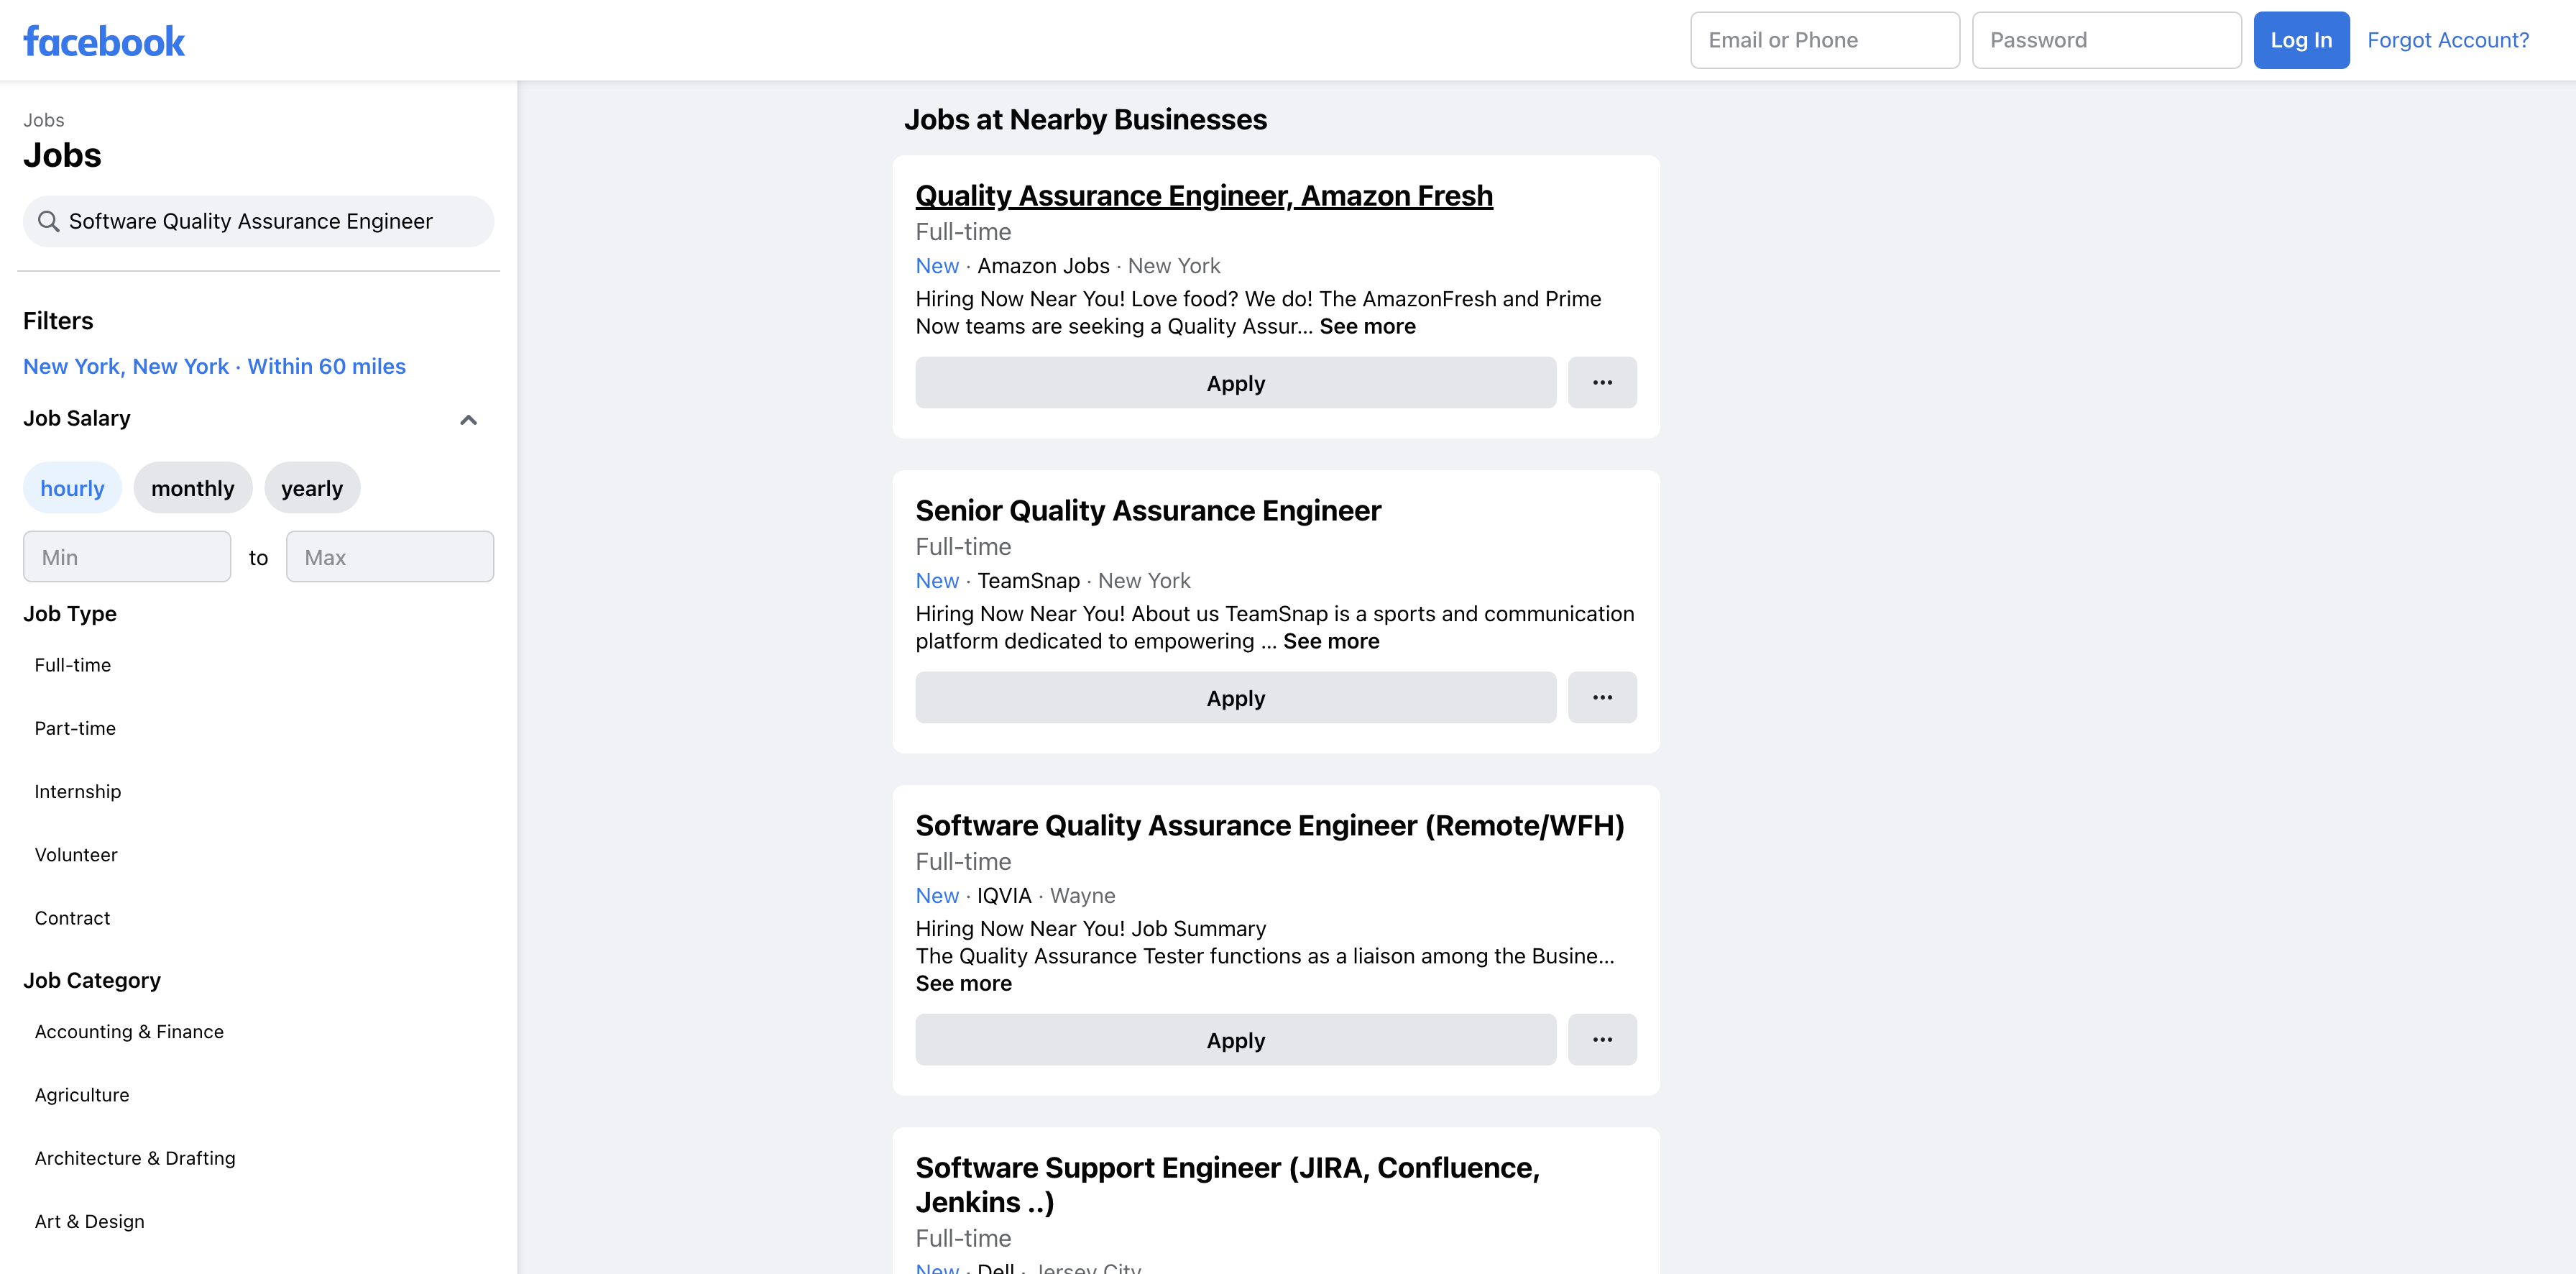 facebook
Email or Phone
Password
Log In
Forgot Account?
Jobs
Jobs
Software Quality Assurance Engineer
Filters
New York, New York · Within 60 miles
Job Salary
hourly
monthly
yearly
Min
to
Max
Job Type
Full-time
Part-time
Internship
Volunteer
Contract
Job Category
Accounting & Finance
Agriculture
Architecture & Drafting
Art & Design
Jobs at Nearby Businesses
Quality Assurance Engineer, Amazon Fresh
Full-time
New · Amazon Jobs · New York
Hiring Now Near You! Love food? We do! The AmazonFresh and Prime
Now teams are seeking a Quality Assur... See more
Apply
Senior Quality Assurance Engineer
Full-time
New · TeamSnap · New York
Hiring Now Near You! About us TeamSnap is a sports and communication
platform dedicated to empowering ... See more
Apply
Software Quality Assurance Engineer (Remote/WFH)
Full-time
New · IQVIA · Wayne
Hiring Now Near You! Job Summary
The Quality Assurance Tester functions as a liaison among the Busine...
See more
Apply
Software Support Engineer (JIRA, Confluence,
Jenkins ..)
Full-time
New · Dell · Jersey City